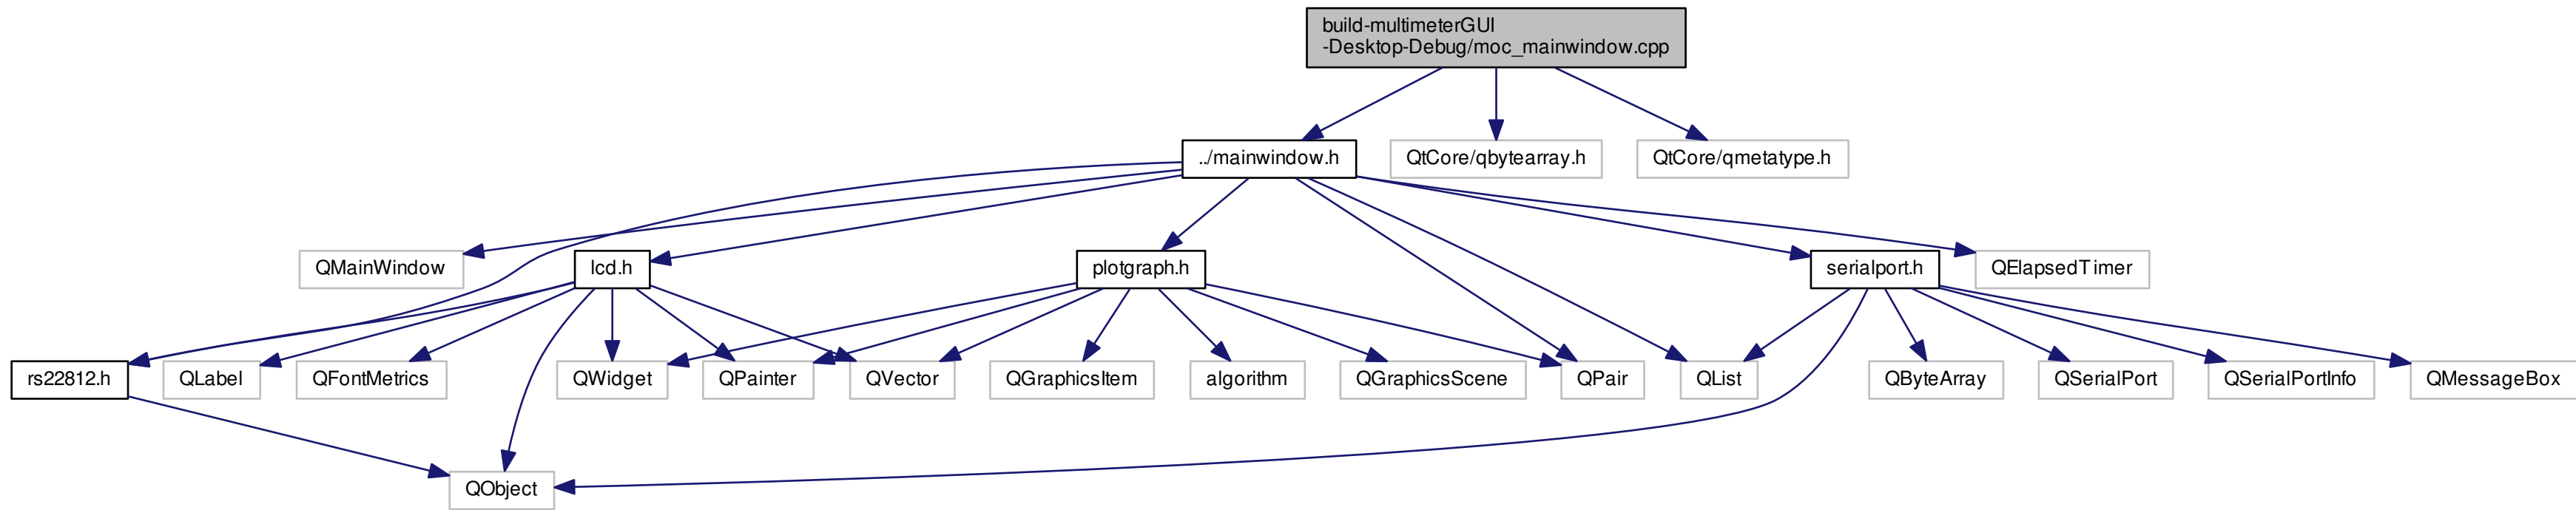 build-multimeterGUI
-Desktop-Debug/moc_mainwindow.cpp
../mainwindow.h
QtCore/qbytearray.h
QtCore/qmetatype.h
QMainWindow
lcd.h
plotgraph.h
serialport.h
QElapsedTimer
rs22812.h
QLabel
QFontMetrics
QWidget
QPainter
QVector
QGraphicsItem
algorithm
QGraphicsScene
QPair
QList
QByteArray
QSerialPort
QSerialPortInfo
QMessageBox
QObject